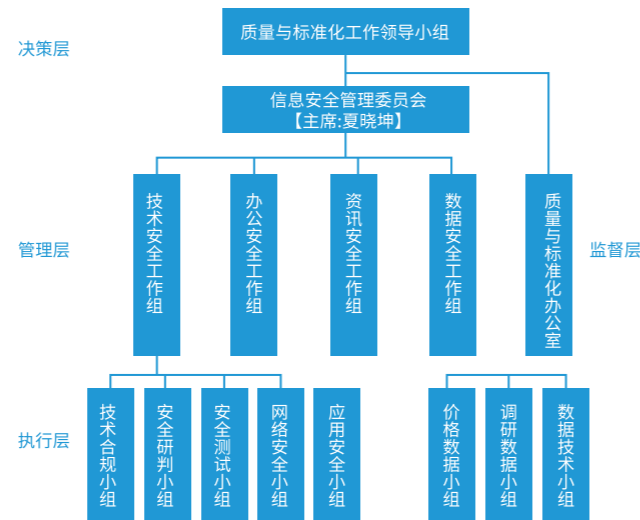 决策层
质量与标准化工作领导小组
信息安全管理委员会
【主席:夏晓坤】
管理层
技术安全工作组
办公安全工作组
资讯安全工作组
数据安全工作组
质量与标准化办公室
监督层
执行层
技术合规小组
安全研判小组
安全测试小组
网络安全小组
应用安全小组
价格数据小组
调研数据小组
数据技术小组